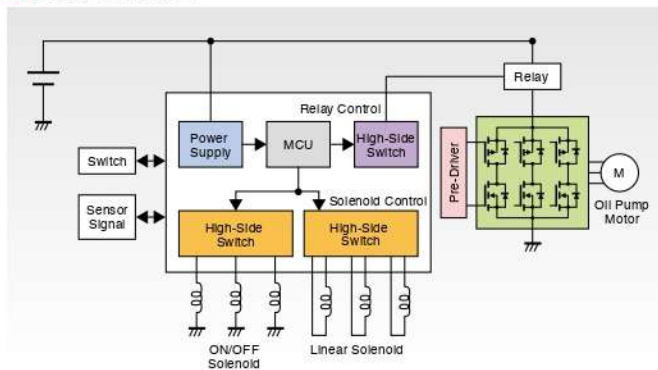 Relay
Relay Control
Power
Supply
MCU
High-Side
Switch
Pre-Driver
M
Oil Pump
Motor
Switch
Sensor
Signal
Solenoid Control
High-Side
Switch
High-Side
Switch
ON/OFF
Solenoid
Linear Solenoid